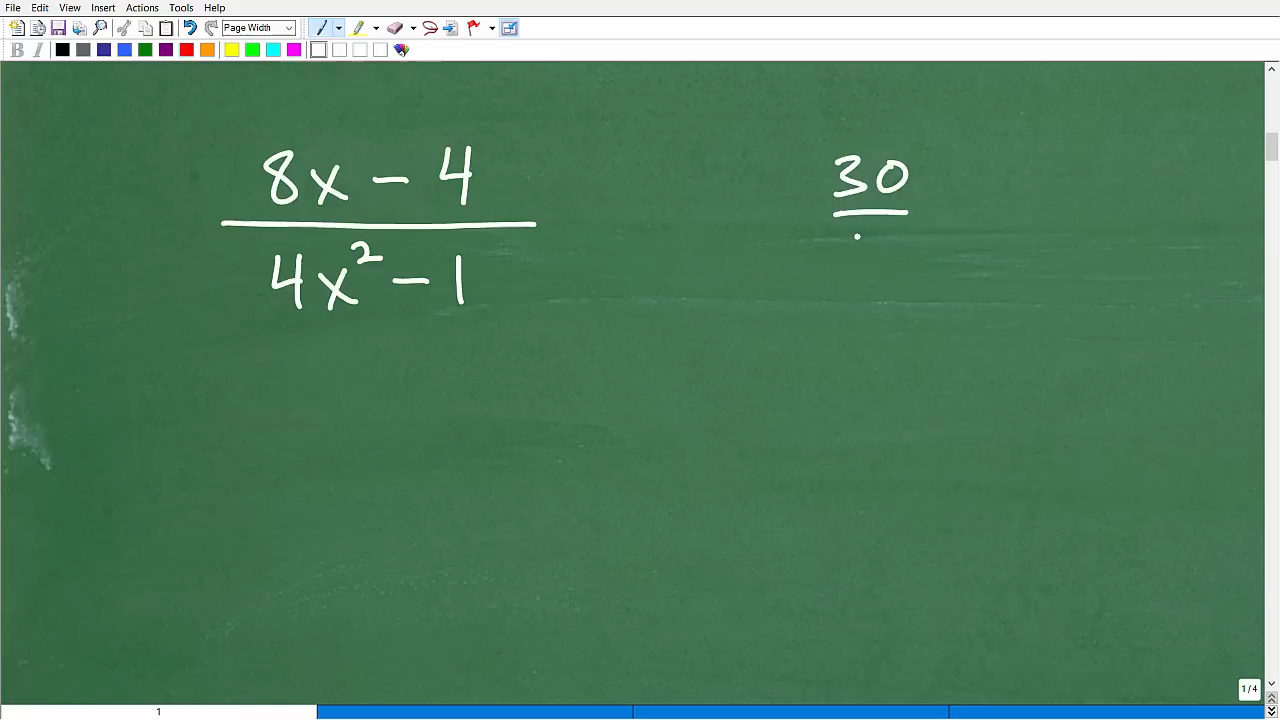 File Edit View Insert Actions Tools Help
Page Width
B I
8x - 4
4x² - 1
30
1/4
1